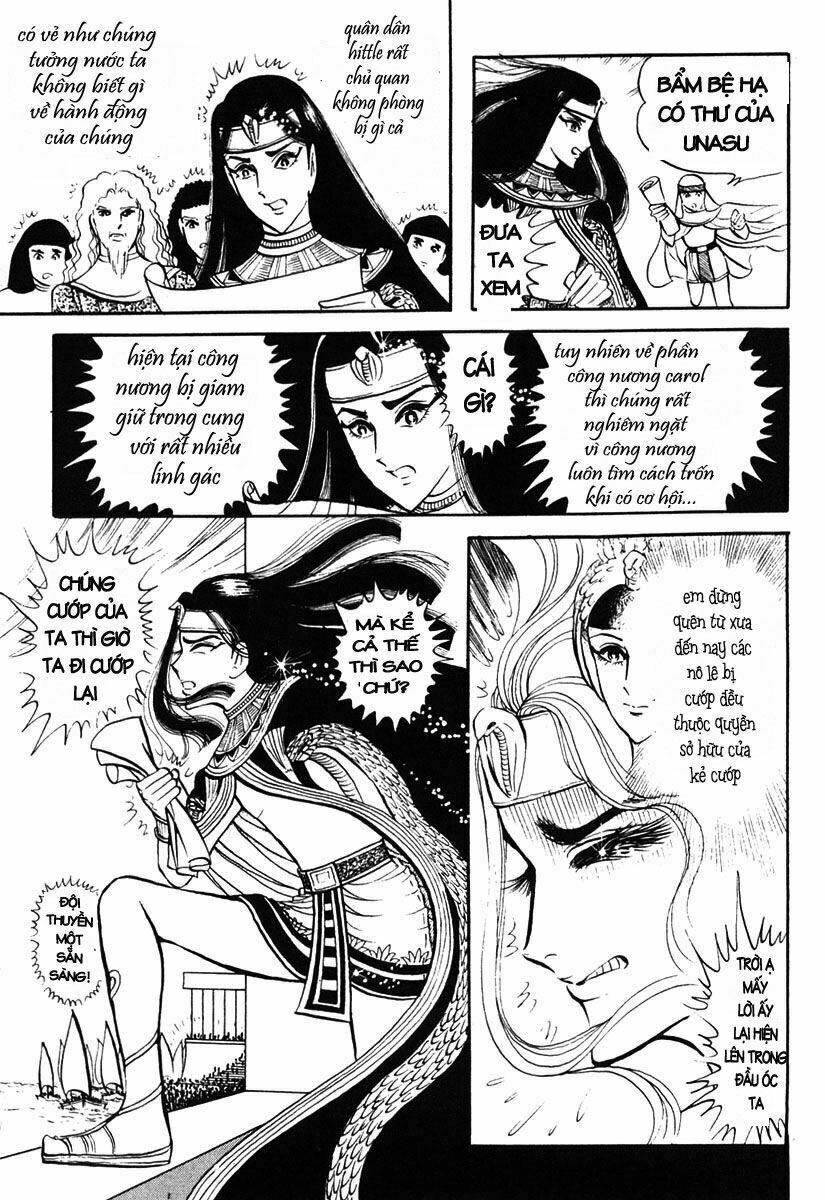 BẨM BỆ HẠ
CÓ THƯ CỦA
UNASU
ĐƯA
TA
XEM
quân dân
hittle rất
chủ quan
không phòng
bị gì cả
có vẻ như chúng
tưởng nước ta
không biết gì
về hành động
của chúng
tuy nhiên về phần
công nương carol
thì chúng rất
nghiêm ngặt
vì công nương
luôn tìm cách trốn
khi có cơ hội...
CÁI
GÌ?
hiện tại công
nương bị giam
giữ trong cung
với rất nhiều
lính gác
em đừng
quên từ xưa
đến nay các
nô lê bị
cướp đều
thuộc quyền
sở hữu của
kẻ cướp
TRỜI Ạ
MẤY
LỜI ẤY
LẠI HIỆN
LÊN TRONG
ĐẦU ÓC
TA
MÀ KỂ
CẢ THẾ
THÌ SAO
CHỨ?
CHÚNG
CƯỚP CỦA
TA THÌ GIỜ
TA ĐI CƯỚP
LẠI
ĐỘI
THUYỀN
MỘT
SẴN
SÀNG!